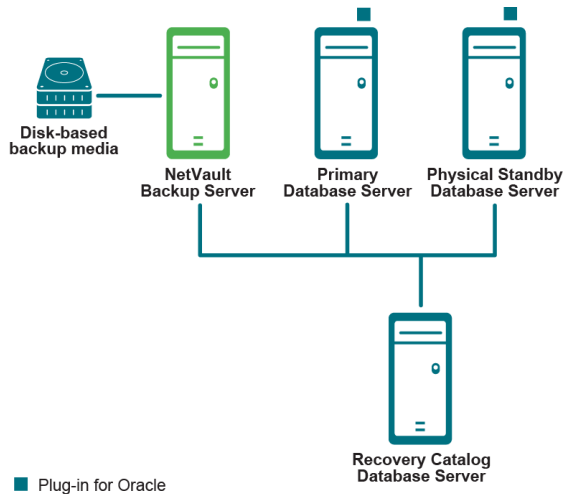 Disk-based
backup media
NetVault
Backup Server
Primary
Database Server
Physical Standby
Database Server
Recovery Catalog
Database Server
Plug-in for Oracle